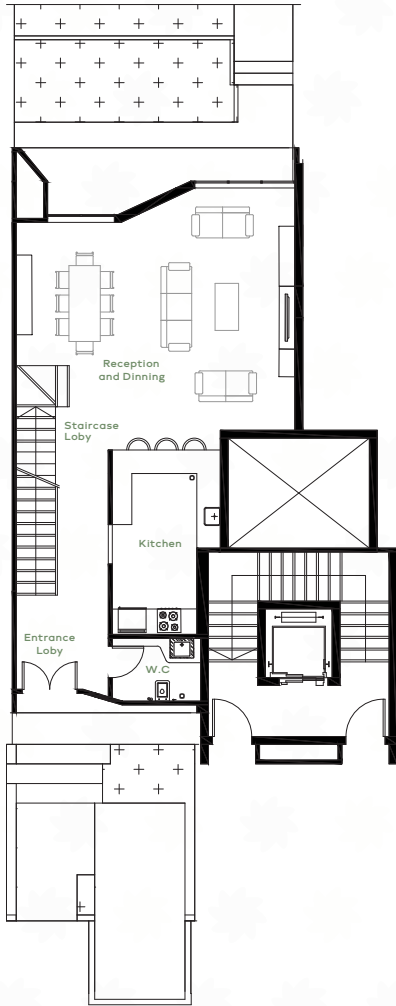 Reception
and Dinning
Staircase
Loby
Kitchen
Entrance
Loby
W.C